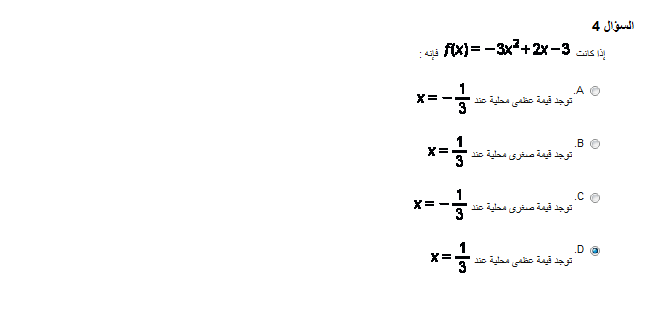 السؤال 4
إذا كانت f(x) = −3x²+2x−3 فإنه :
A. توجد قيمة عظمى محلية عند x = −1/3
B. توجد قيمة صغرى محلية عند x = 1/3
C. توجد قيمة صغرى محلية عند x = −1/3
D. توجد قيمة عظمى محلية عند x = 1/3